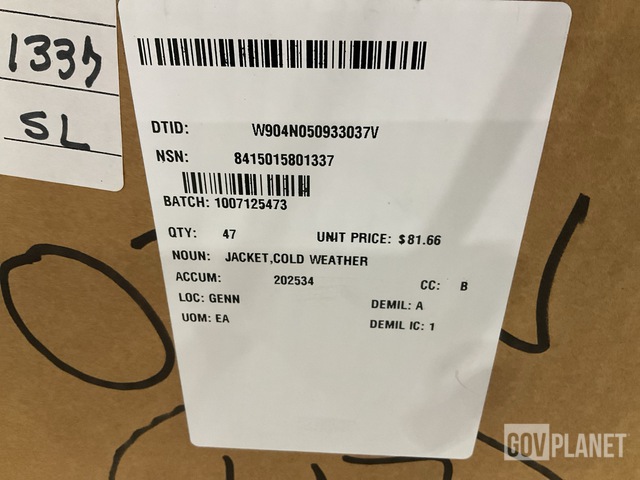 1337
SL
DTID: W904N050933037V
NSN: 8415015801337
BATCH: 1007125473
QTY: 47 UNIT PRICE: $81.66
NOUN: JACKET,COLD WEATHER
ACCUM: 202534 CC: B
LOC: GENN DEMIL: A
UOM: EA DEMIL IC: 1
GOVPLANET